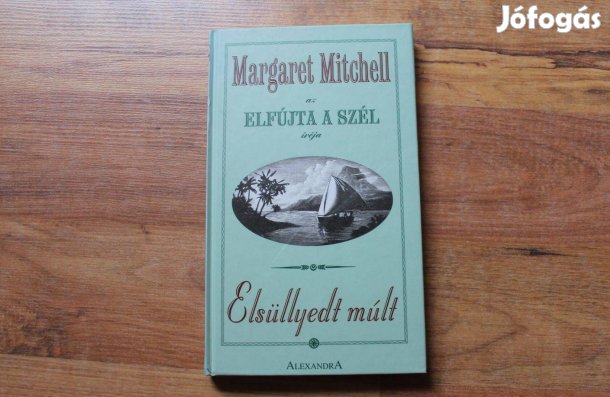 Jófogás
Margaret Mitchell
az
ELFÚJTA A SZÉL
írója
Elsüllyedt múlt
ALEXANDRA